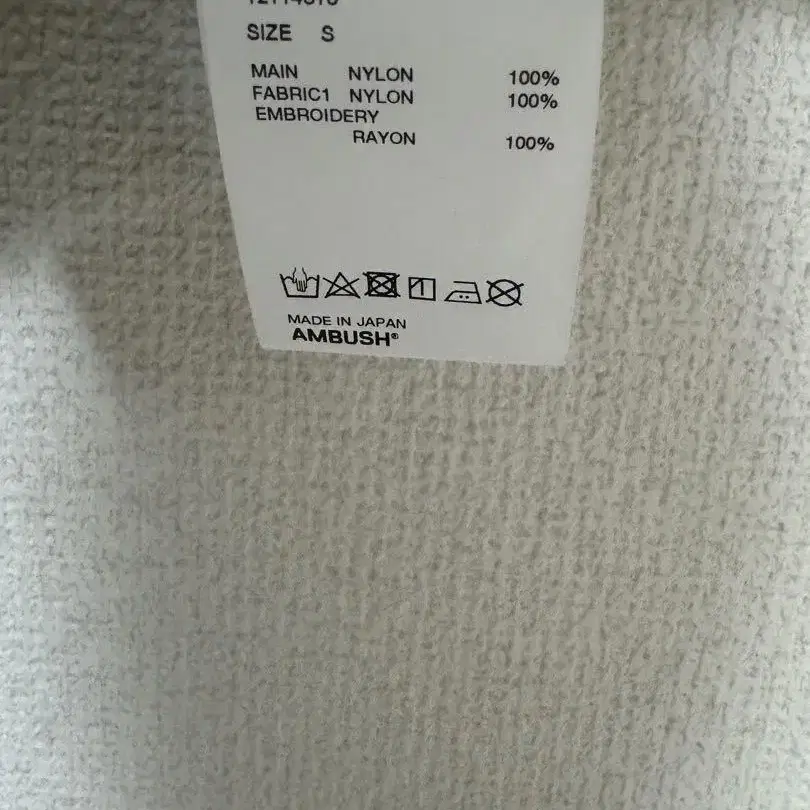 SIZE S
MAIN NYLON 100%
FABRIC1 NYLON 100%
EMBROIDERY
RAYON 100%
MADE IN JAPAN
AMBUSH®